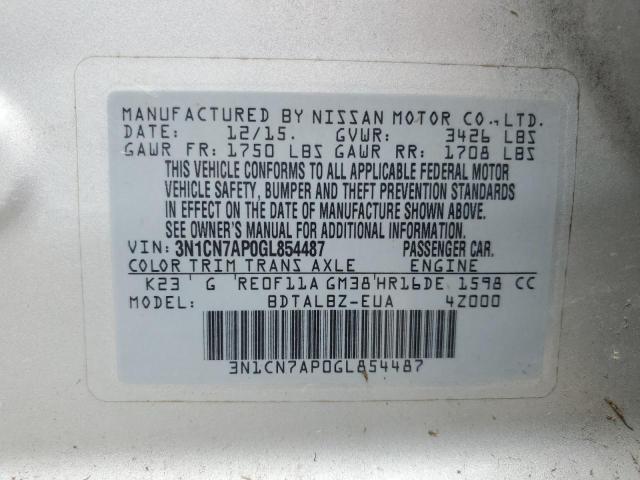 MANUFACTURED BY NISSAN MOTOR CO., LTD.
DATE: 12/15. GVWR: 3426 LBS
GAWR FR: 1750 LBS GAWR RR: 1708 LBS
THIS VEHICLE CONFORMS TO ALL APPLICABLE FEDERAL MOTOR
VEHICLE SAFETY, BUMPER AND THEFT PREVENTION STANDARDS
IN EFFECT ON THE DATE OF MANUFACTURE SHOWN ABOVE.
SEE OWNER'S MANUAL FOR ADDITIONAL INFORMATION.
VIN: 3N1CN7AP0GL854487 PASSENGER CAR.
COLOR TRIM TRANS AXLE ENGINE
K23 G RE0F11A GM38 HR16DE 1598 CC
MODEL: BDTALBZ-EUA 4Z000
3N1CN7AP0GL854487